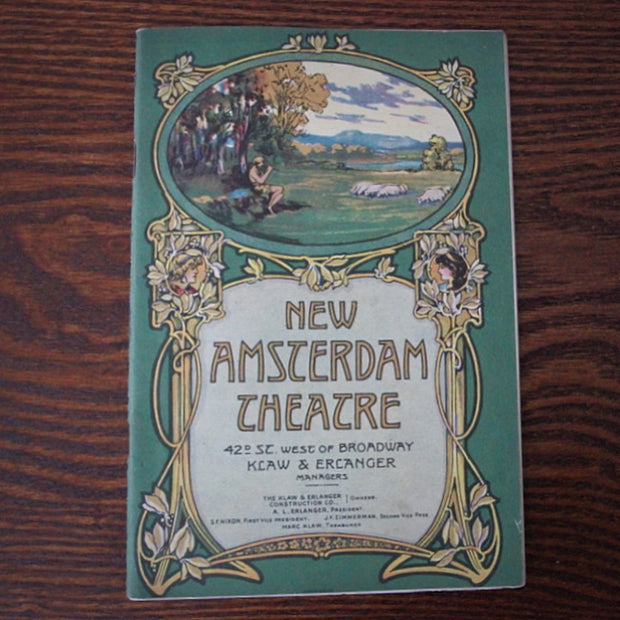 NEW
AMSTERDAM
THEATRE
42D ST. WEST OF BROADWAY
KLAW & ERLANGER
MANAGERS
THE KLAW & ERLANGER
CONSTRUCTION CO., } OWNERS.
A. L. ERLANGER, PRESIDENT.
S.F. NIXON, FIRST VICE PRESIDENT. J.F. ZIMMERMAN, SECOND VICE PRES.
MARC KLAW, TREASURER